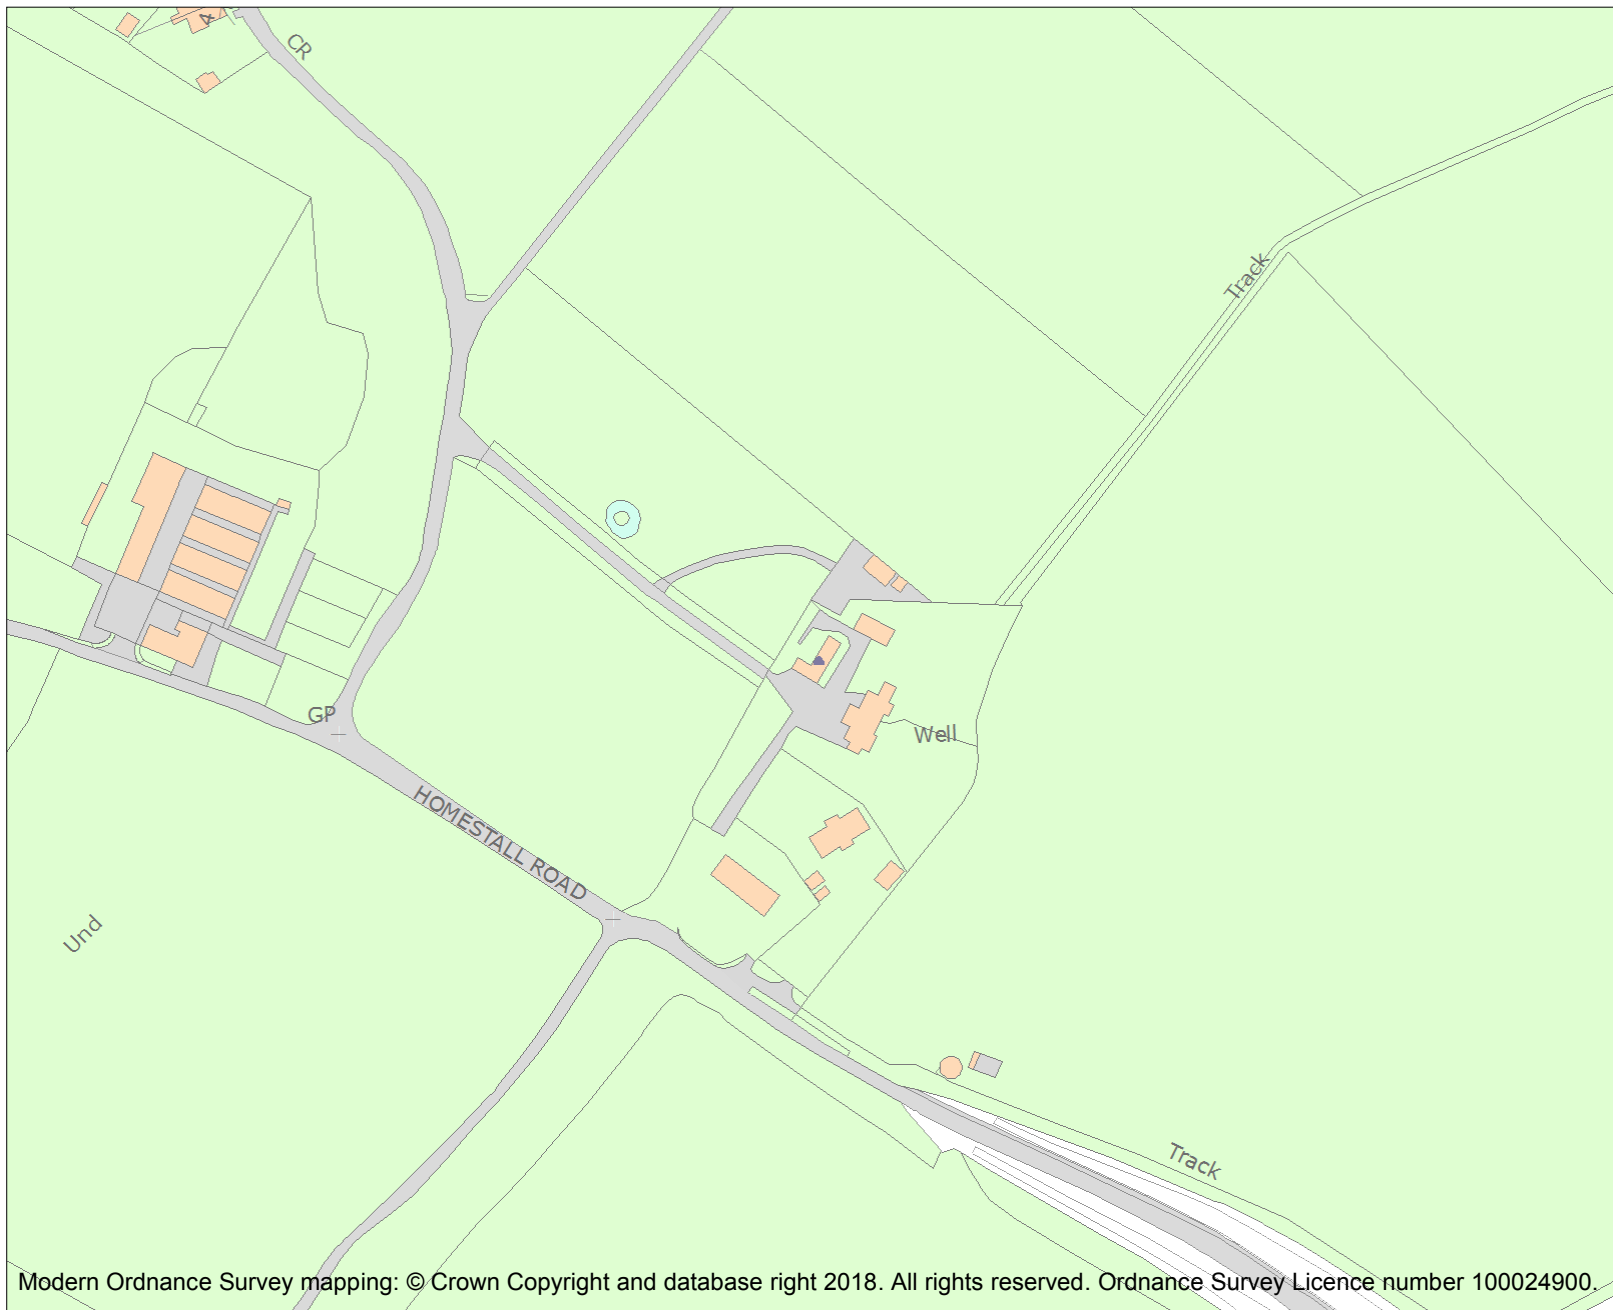 4
CR
Track
GP
Well
HOMESTALL ROAD
Und
Track
Modern Ordnance Survey mapping: © Crown Copyright and database right 2018. All rights reserved. Ordnance Survey Licence number 100024900.